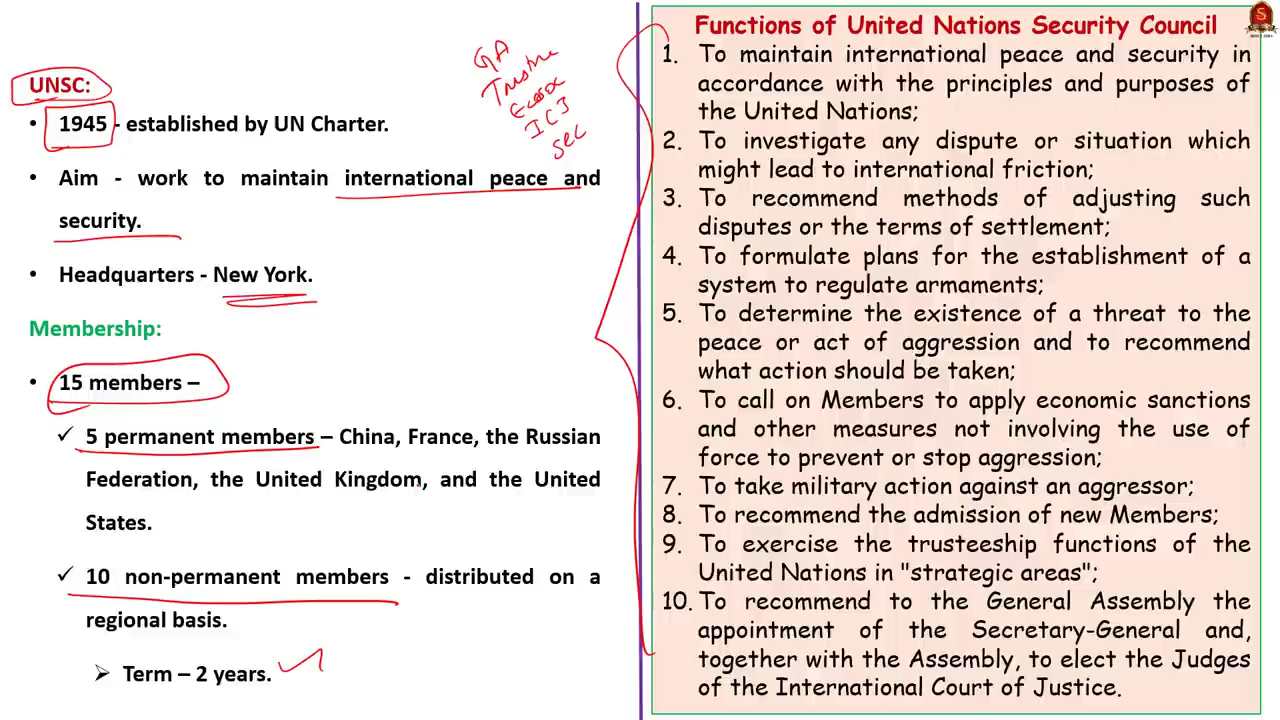 UNSC:
• 1945 - established by UN Charter.
• Aim - work to maintain international peace and
security.
• Headquarters - New York.
Membership:
• 15 members –
✓ 5 permanent members – China, France, the Russian
Federation, the United Kingdom, and the United
States.
✓ 10 non-permanent members - distributed on a
regional basis.
➢ Term – 2 years.
GA
ICJ
Sec
Functions of United Nations Security Council
1. To maintain international peace and security in
accordance with the principles and purposes of
the United Nations;
2. To investigate any dispute or situation which
might lead to international friction;
3. To recommend methods of adjusting such
disputes or the terms of settlement;
4. To formulate plans for the establishment of a
system to regulate armaments;
5. To determine the existence of a threat to the
peace or act of aggression and to recommend
what action should be taken;
6. To call on Members to apply economic sanctions
and other measures not involving the use of
force to prevent or stop aggression;
7. To take military action against an aggressor;
8. To recommend the admission of new Members;
9. To exercise the trusteeship functions of the
United Nations in "strategic areas";
10. To recommend to the General Assembly the
appointment of the Secretary-General and,
together with the Assembly, to elect the Judges
of the International Court of Justice.